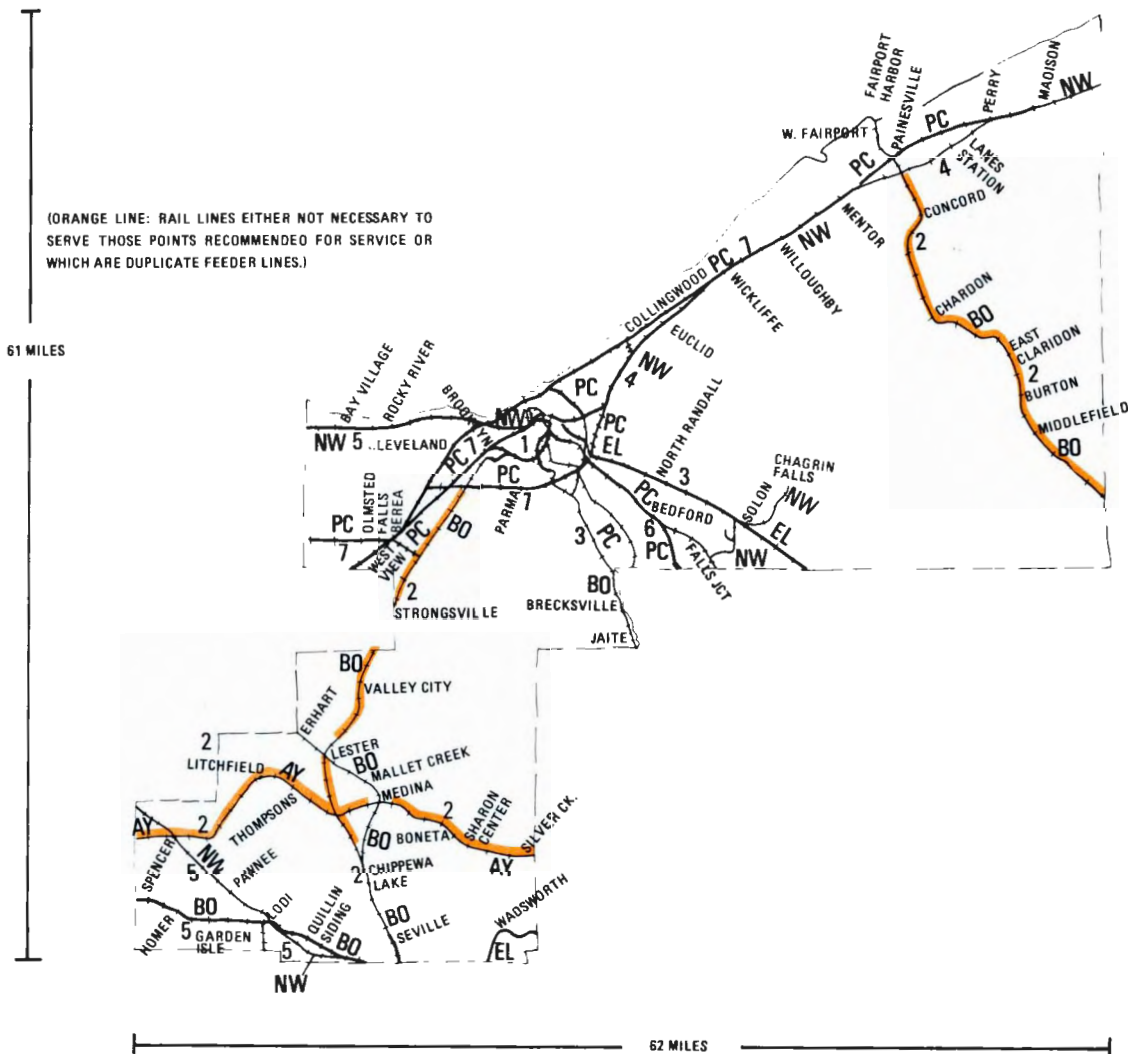 FAIRPORT
HARBOR
PAINESVILLE
PERRY
MADISON
NW
PC
W. FAIRPORT
PC
LANES
STATION
4
CONCORD
2
MENTOR
NW
WILLOUGHBY
7
PC
WICKLIFFE
COLLINGWOOD
EUCLID
(ORANGE LINE: RAIL LINES EITHER NOT NECESSARY TO
SERVE THOSE POINTS RECOMMENDED FOR SERVICE OR
WHICH ARE DUPLICATE FEEDER LINES.)
61 MILES
CHARDON
BO
EAST
CLARIDON
2
BURTON
MIDDLEFIELD
BO
BAY VILLAGE
ROCKY RIVER
BROOKLYN
NW
PC
NW
4
PC
EL
NORTH RANDALL
3
CHAGRIN
FALLS
NW
SOLON
EL
NW
NW 5
..LEVELAND
PC 7
1
PC
7
PARMA
PC
BEDFORD
6
PC
FALLS JCT
3
PC
BO
BRECKSVILLE
JAITE
OLMSTED
FALLS
BEREA
PC
7
WEST
VIEW
1
PC
BO
2
STRONGSVILLE
BO
VALLEY CITY
ERHART
2
LITCHFIELD
AY
LESTER
BO
MALLET CREEK
MEDINA
2
SHARON
CENTER
SILVER CK.
THOMPSONS
AY
2
BO
BONETA
AY
SPENCER
NW
5
PAWNEE
2
CHIPPEWA
LAKE
LODI
QUILLIN
SIDING
BO
SEVILLE
WADSWORTH
EL
HOMER
BO
5
GARDEN
ISLE
5
BO
NW
62 MILES